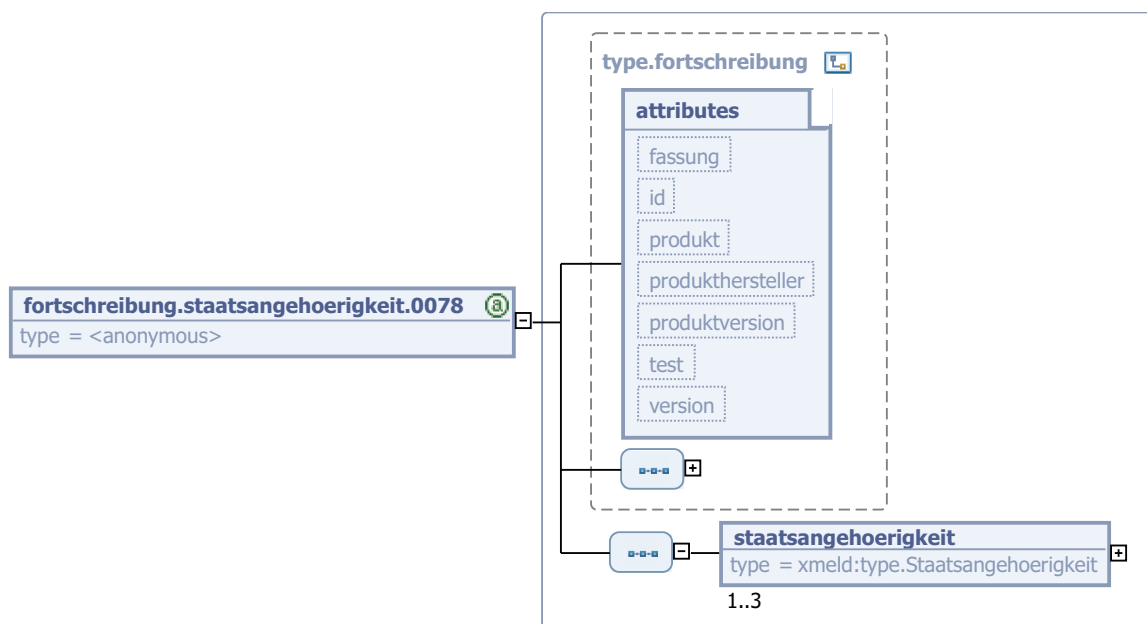 type.fortschreibung
attributes
fassung
id
produkt
produkthersteller
produktversion
test
version
fortschreibung.staatsangehoerigkeit.0078 @
type = <anonymous>
staatsangehoerigkeit
type = xmeld:type.Staatsangehoerigkeit
1..3